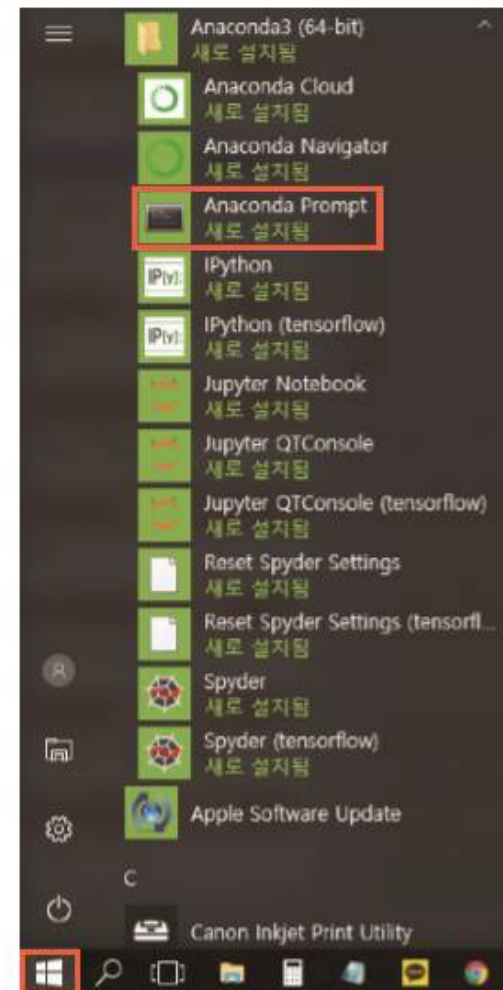 Anaconda3 (64-bit)
새로 설치됨
Anaconda Cloud
새로 설치됨
Anaconda Navigator
새로 설치됨
Anaconda Prompt
새로 설치됨
IP[y]:
IPython
새로 설치됨
IP[y]:
IPython (tensorflow)
새로 설치됨
Jupyter Notebook
새로 설치됨
Jupyter QTConsole
새로 설치됨
Jupyter QTConsole (tensorflow)
새로 설치됨
Reset Spyder Settings
새로 설치됨
Reset Spyder Settings (tensorfl...
새로 설치됨
Spyder
새로 설치됨
Spyder (tensorflow)
새로 설치됨
Apple Software Update
C
Canon Inkjet Print Utility